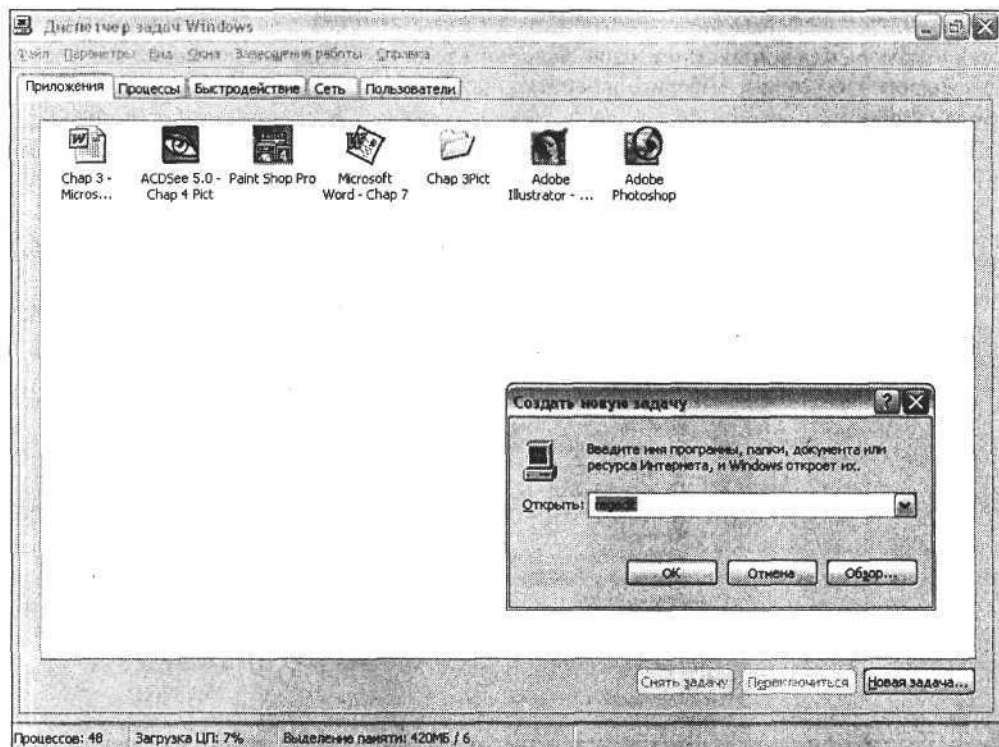 Диспетчер задач Windows
Файл Параметры Вид Окна Завершение работы Справка
Приложения Процессы Быстродействие Сеть Пользователи
Chap 3 -
Micros...
ACDSee 5.0 -
Chap 4 Pict
Paint Shop Pro
Microsoft
Word - Chap 7
Chap 3Pict
Adobe
Illustrator - ...
Adobe
Photoshop
Создать новую задачу
Введите имя программы, папки, документа или
ресурса Интернета, и Windows откроет их.
Открыть: regedit
OK Отмена Обзор...
Снять задачу Переключиться Новая задача...
Процессов: 48 Загрузка ЦП: 7% Выделение памяти: 420МБ / 6